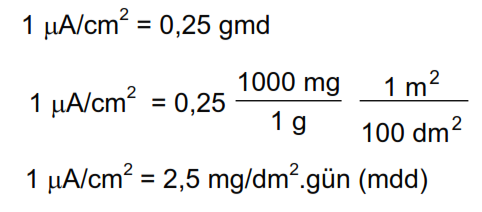 1 μA/cm² = 0,25 gmd
1 μA/cm² = 0,25 1000 mg / 1 g 1 m² / 100 dm²
1 μA/cm² = 2,5 mg/dm².gün (mdd)